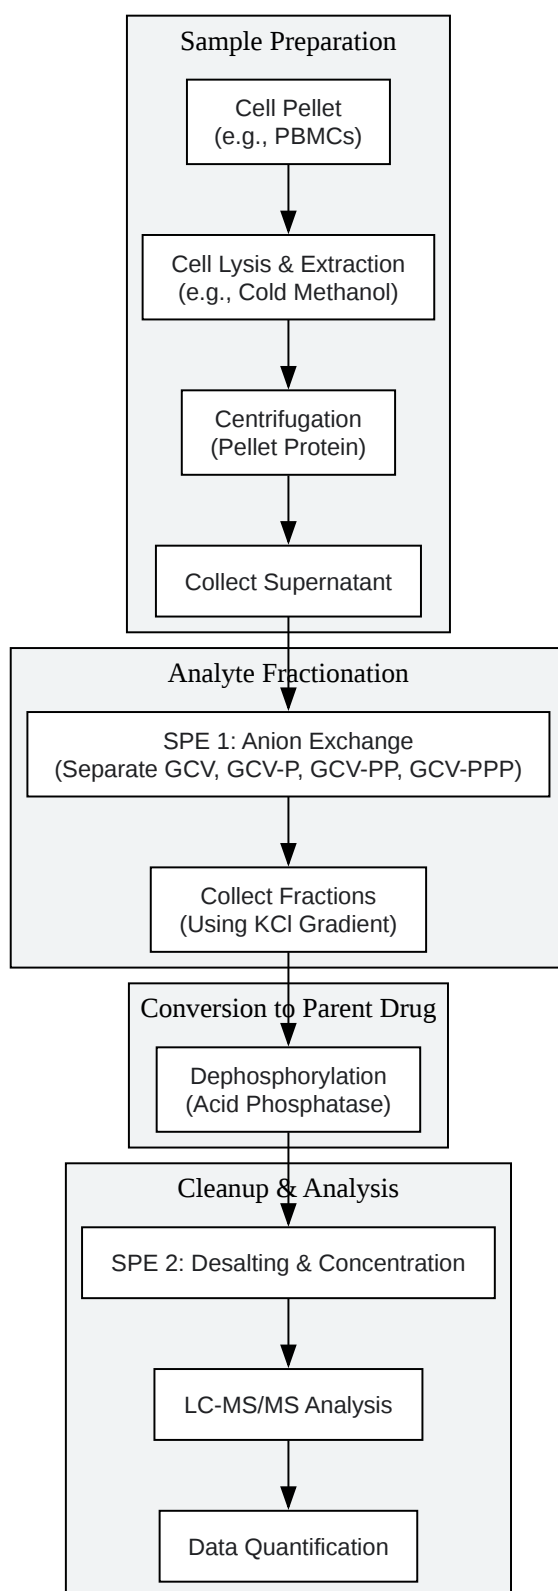 Sample Preparation
Cell Pellet
(e.g., PBMCs)
Cell Lysis & Extraction
(e.g., Cold Methanol)
Centrifugation
(Pellet Protein)
Collect Supernatant
Analyte Fractionation
SPE 1: Anion Exchange
(Separate GCV, GCV-P, GCV-PP, GCV-PPP)
Collect Fractions
(Using KCl Gradient)
Conversion to Parent Drug
Dephosphorylation
(Acid Phosphatase)
Cleanup & Analysis
SPE 2: Desalting & Concentration
LC-MS/MS Analysis
Data Quantification